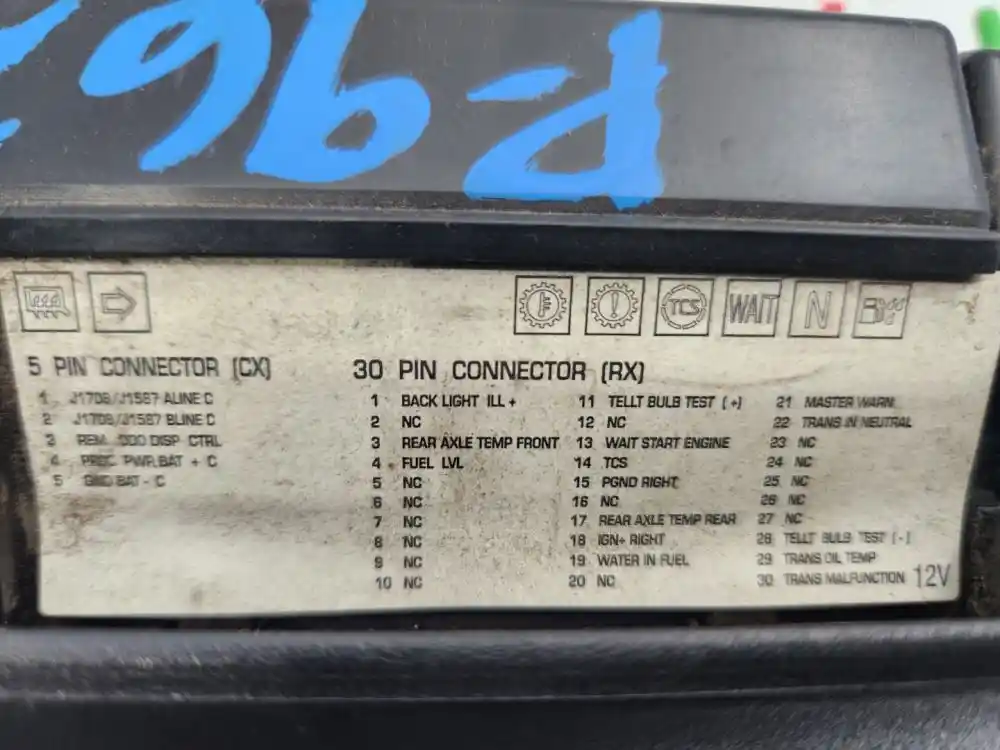 P-96
TCS WAIT N
5 PIN CONNECTOR (CX)
1 J1708/J1587 ALINE C
2 J1708/J1587 BLINE C
3 REM. ODO DISP CTRL
4 PROC PWR.BAT + C
5 GND BAT - C
30 PIN CONNECTOR (RX)
1 BACK LIGHT ILL +
2 NC
3 REAR AXLE TEMP FRONT
4 FUEL LVL
5 NC
6 NC
7 NC
8 NC
9 NC
10 NC
11 TELLT BULB TEST (+)
12 NC
13 WAIT START ENGINE
14 TCS
15 PGND RIGHT
16 NC
17 REAR AXLE TEMP REAR
18 IGN+ RIGHT
19 WATER IN FUEL
20 NC
21 MASTER WARN
22 TRANS IN NEUTRAL
23 NC
24 NC
25 NC
26 NC
27 NC
28 TELLT BULB TEST (-)
29 TRANS OIL TEMP
30 TRANS MALFUNCTION
12V